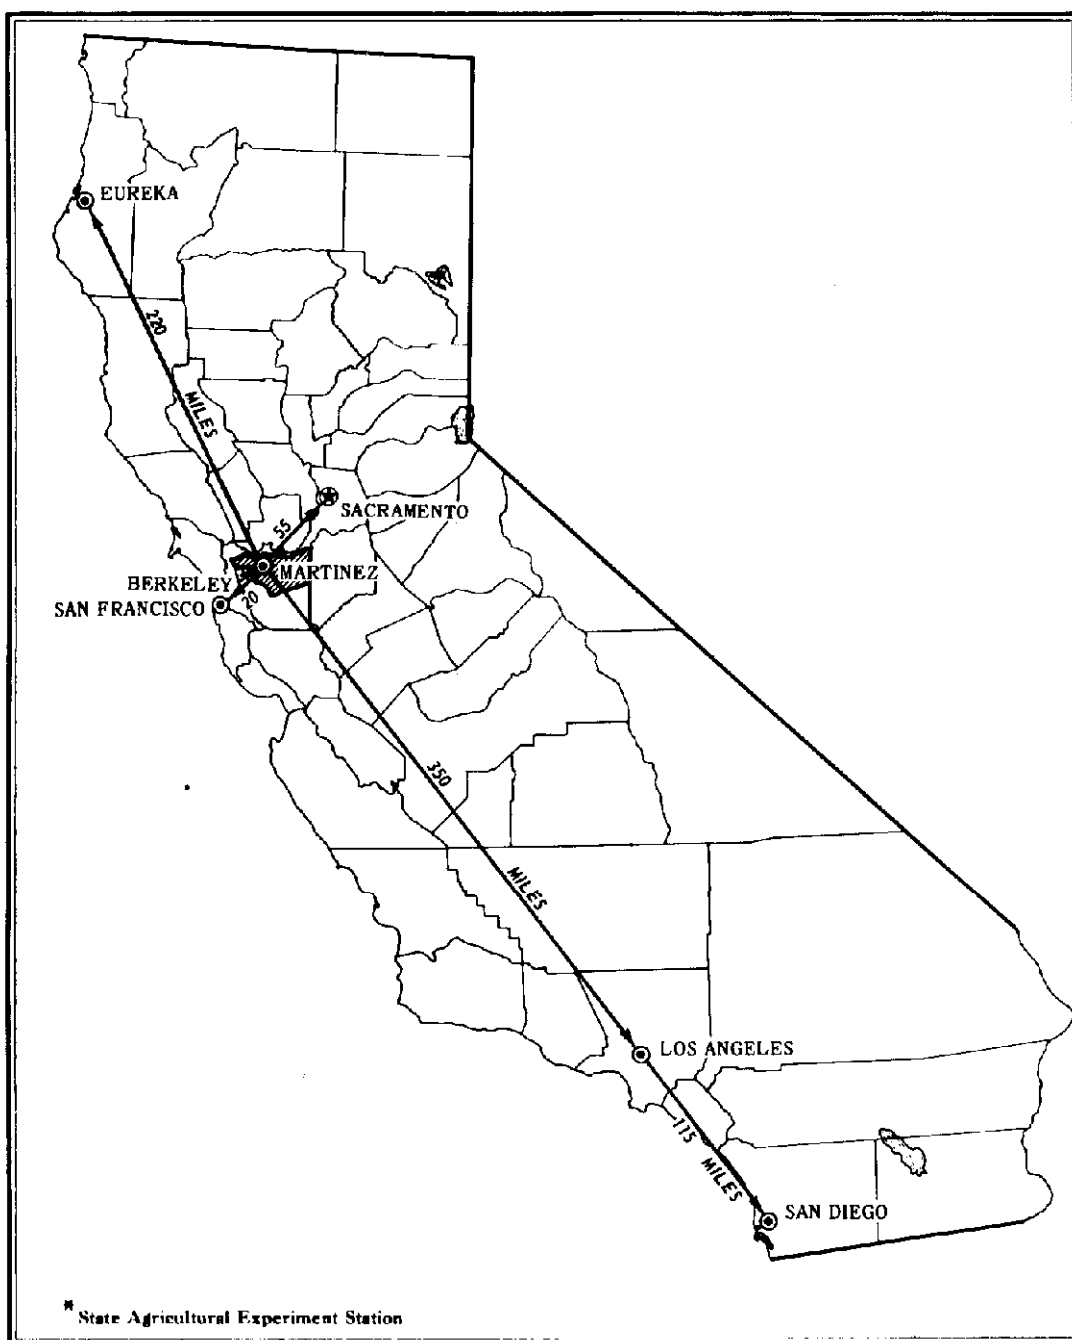 EUREKA
220
MILES
SACRAMENTO
55
MARTINEZ
BERKELEY
SAN FRANCISCO
20
350
MILES
LOS ANGELES
115
MILES
SAN DIEGO
* State Agricultural Experiment Station